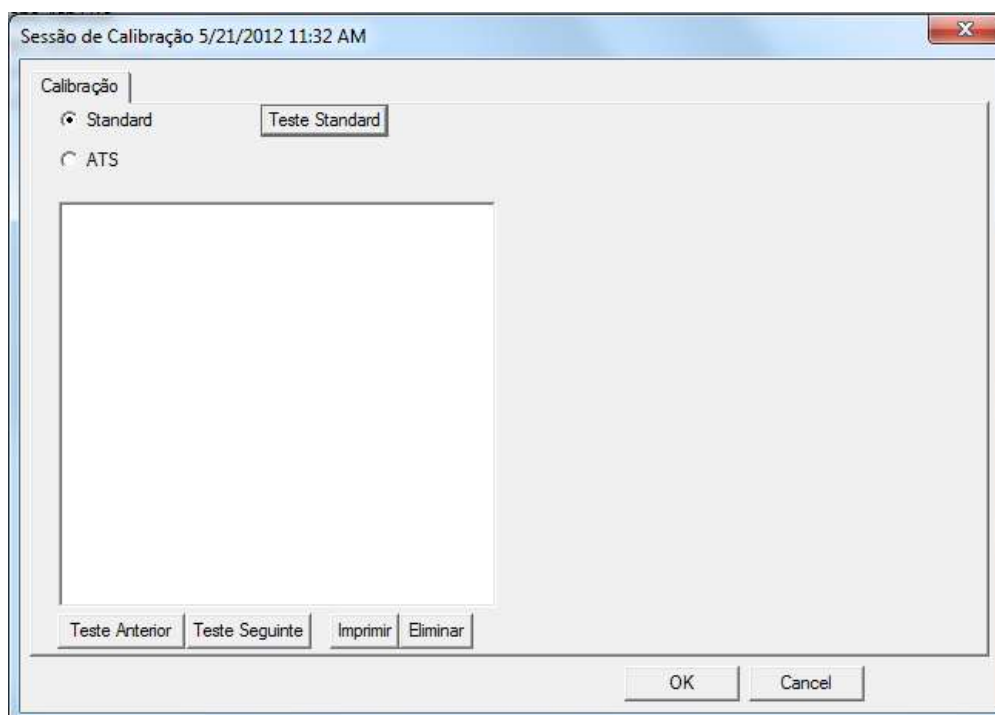 Sessão de Calibração 5/21/2012 11:32 AM
Calibração
Standard
Teste Standard
ATS
Teste Anterior
Teste Seguinte
Imprimir
Eliminar
OK
Cancel